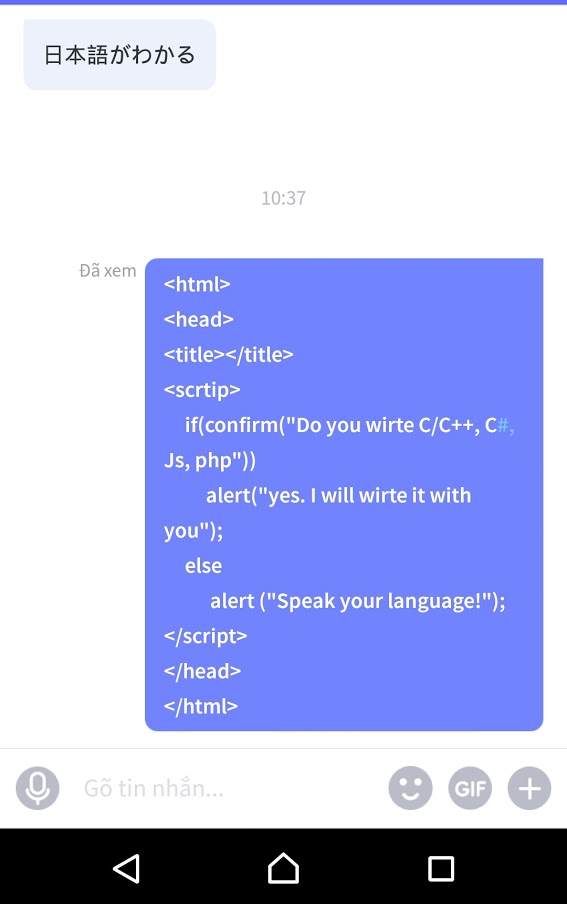 日本語がわかる
10:37
Đã xem
<html>
<head>
<title></title>
<scrtip>
if(confirm("Do you wirte C/C++, C#,
Js, php"))
alert("yes. I will wirte it with
you");
else
alert ("Speak your language!");
</script>
</head>
</html>
Gõ tin nhắn...
GIF